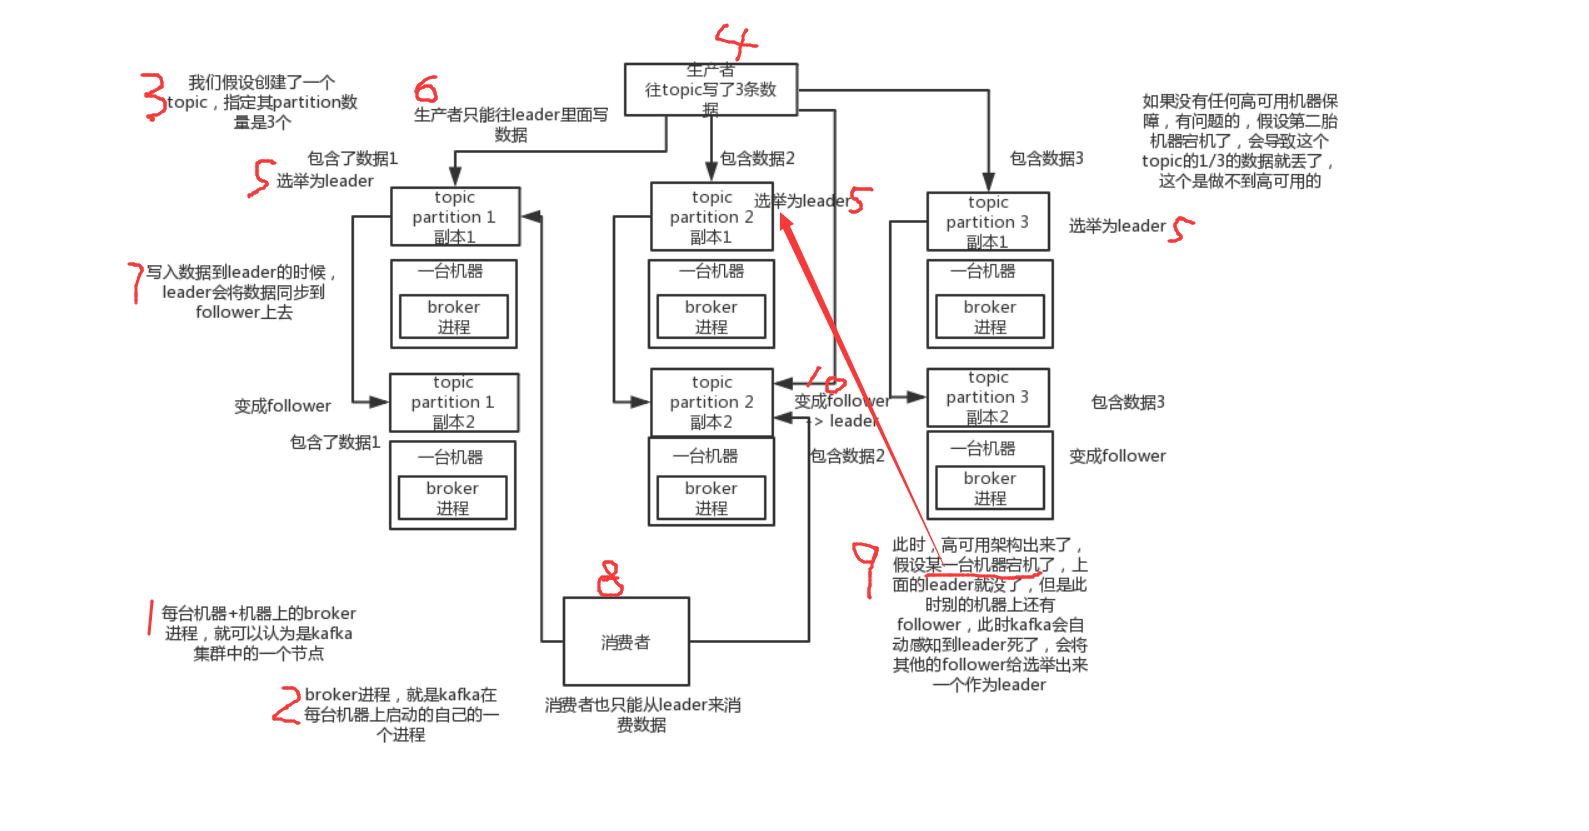 4
生产者
往topic写了3条数
据
3
我们假设创建了一个
topic，指定其partition数
量是3个
6
生产者只能往leader里面写
数据
如果没有任何高可用机器保
障，有问题的，假设第二胎
机器宕机了，会导致这个
topic的1/3的数据就丢了，
这个是做不到高可用的
包含了数据1
5
选举为leader
包含数据2
包含数据3
topic
partition 1
副本1
topic
partition 2
副本1
选举为leader
5
topic
partition 3
副本1
选举为leader
5
7
写入数据到leader的时候，
leader会将数据同步到
follower上去
一台机器
broker
进程
一台机器
broker
进程
一台机器
broker
进程
变成follower
包含了数据1
topic
partition 1
副本2
topic
partition 2
副本2
10
变成follower
-> leader
包含数据2
topic
partition 3
副本2
包含数据3
一台机器
broker
进程
一台机器
broker
进程
一台机器
broker
进程
变成follower
9
此时，高可用架构出来了，
假设某一台机器宕机了，上
面的leader就没了，但是此
时别的机器上还有
follower，此时kafka会自
动感知到leader死了，会将
其他的follower给选举出来
一个作为leader
8
消费者
消费者也只能从leader来消
费数据
1
每台机器+机器上的broker
进程，就可以认为是kafka
集群中的一个节点
2
broker进程，就是kafka在
每台机器上启动的自己的一
个进程